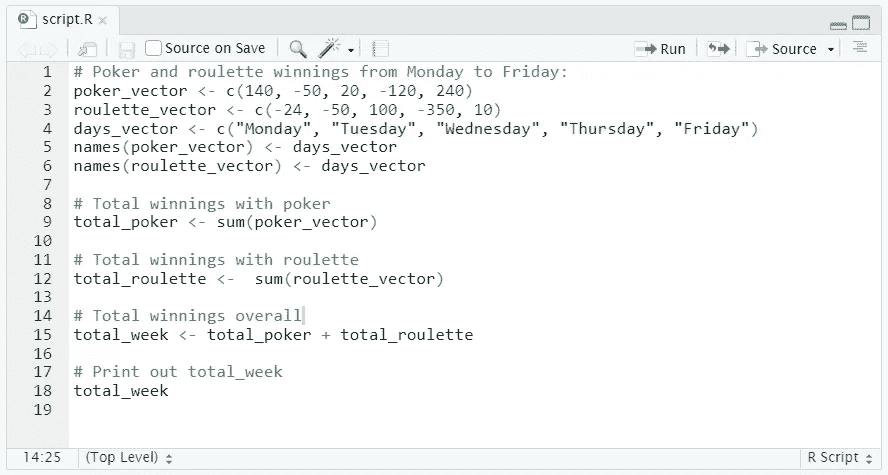 script.R
Source on Save Run Source
1 # Poker and roulette winnings from Monday to Friday:
2 poker_vector <- c(140, -50, 20, -120, 240)
3 roulette_vector <- c(-24, -50, 100, -350, 10)
4 days_vector <- c("Monday", "Tuesday", "Wednesday", "Thursday", "Friday")
5 names(poker_vector) <- days_vector
6 names(roulette_vector) <- days_vector
7
8 # Total winnings with poker
9 total_poker <- sum(poker_vector)
10
11 # Total winnings with roulette
12 total_roulette <-  sum(roulette_vector)
13
14 # Total winnings overall
15 total_week <- total_poker + total_roulette
16
17 # Print out total_week
18 total_week
19
14:25 (Top Level) R Script